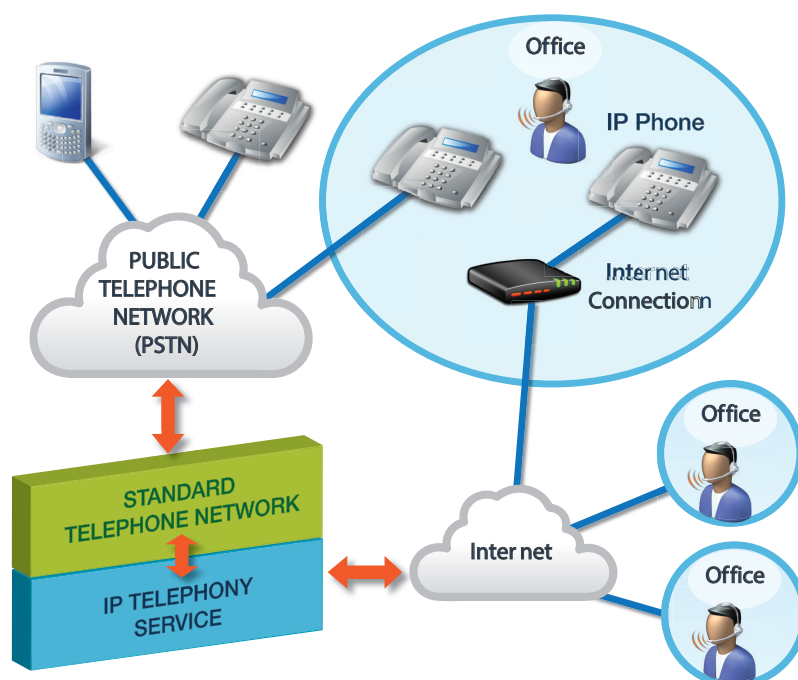 Office
IP Phone
Internet
Connection
PUBLIC
TELEPHONE
NETWORK
(PSTN)
STANDARD
TELEPHONE NETWORK
IP TELEPHONY
SERVICE
Internet
Office
Office